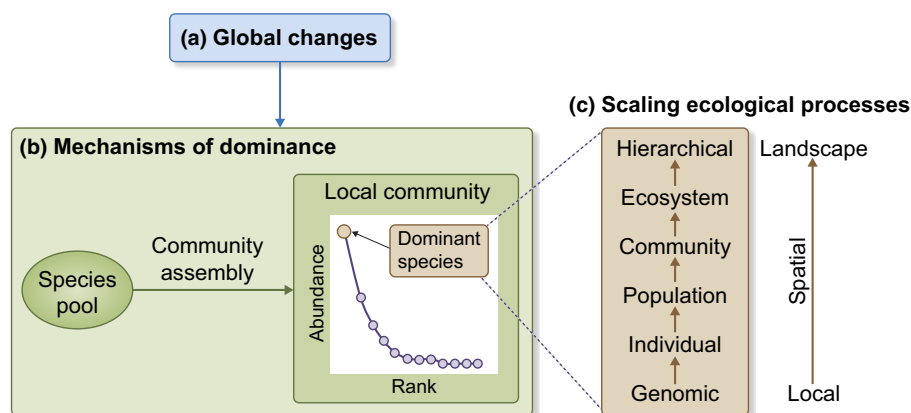 (a) Global changes
(b) Mechanisms of dominance
Species
pool
Community
assembly
Local community
Abundance
Rank
Dominant
species
(c) Scaling ecological processes
Hierarchical
Ecosystem
Community
Population
Individual
Genomic
Landscape
Spatial
Local